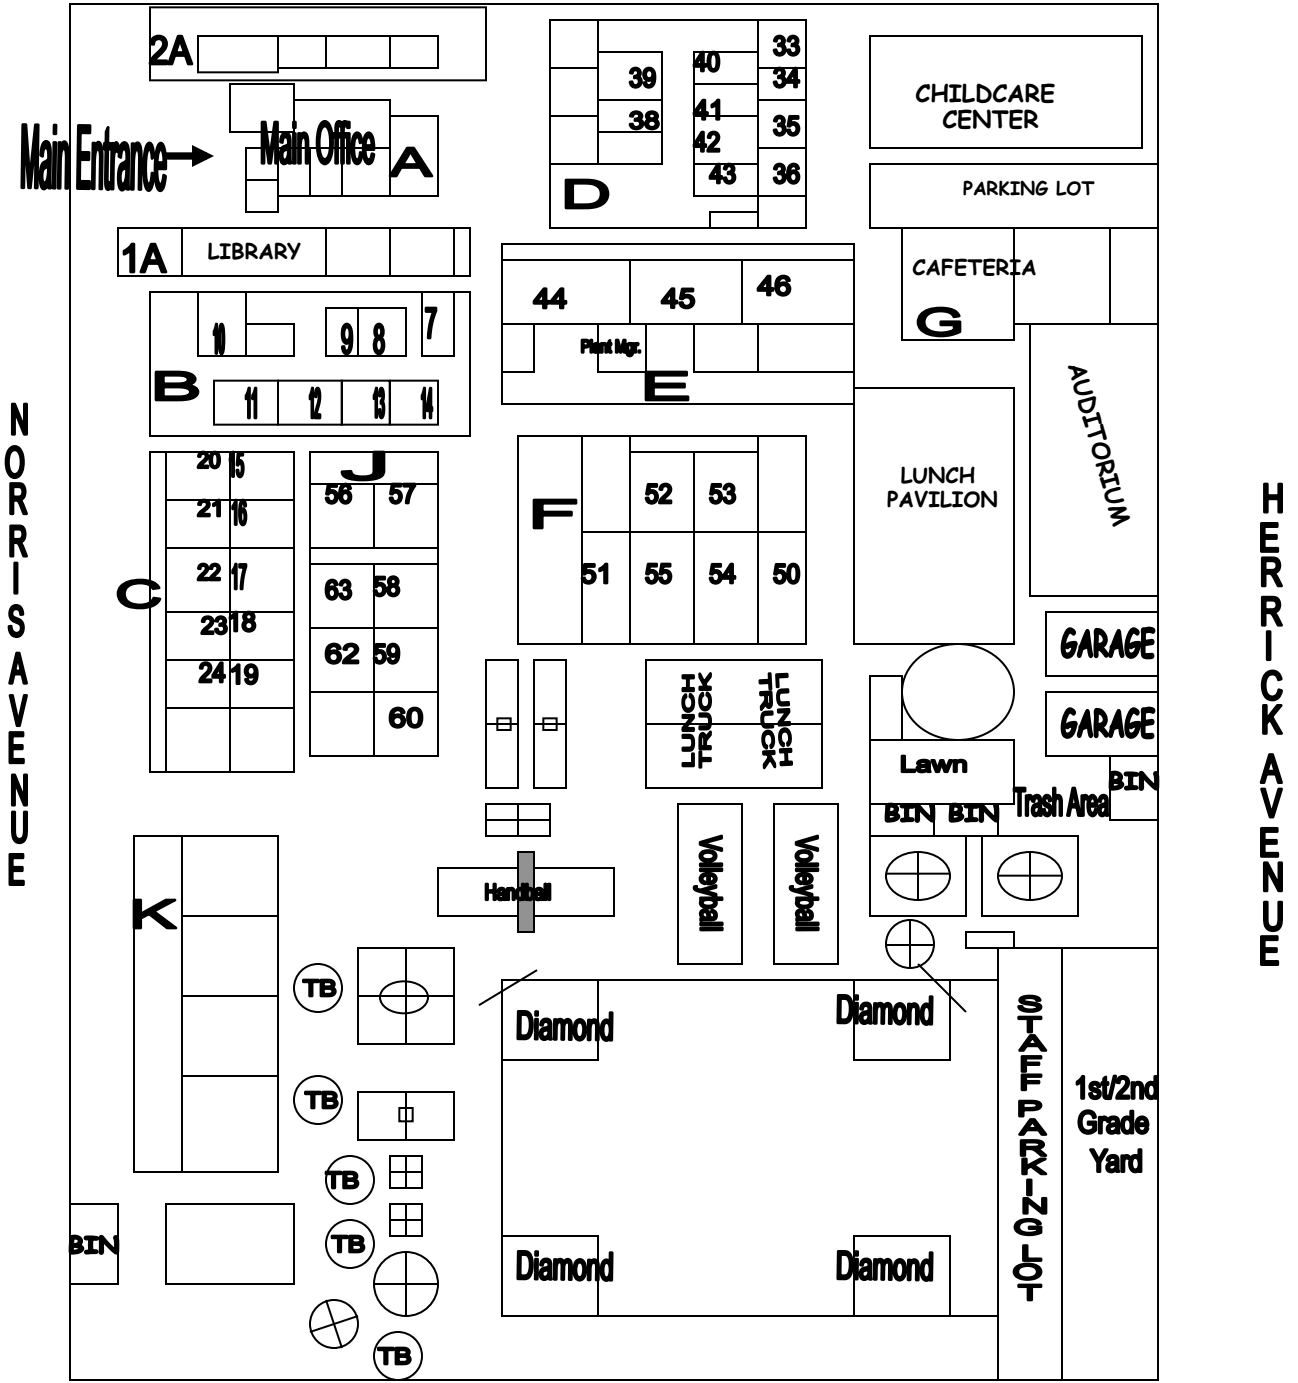 2A
Main Entrance
Main Office
A
1A
LIBRARY
10
9
8
7
B
11
12
13
14
39
38
40
41
42
43
33
34
35
36
D
CHILDCARE
CENTER
PARKING LOT
CAFETERIA
G
44
45
46
Plant Mgr.
E
AUDITORIUM
LUNCH
PAVILION
NORRIS AVENUE
HERRICK AVENUE
20
15
21
16
22
17
23
18
24
19
C
J
56
57
63
58
62
59
60
F
52
53
51
55
54
50
LUNCH
TRUCK
LUNCH
TRUCK
GARAGE
GARAGE
BIN
Lawn
BIN
BIN
Trash Area
Volleyball
Volleyball
Handball
K
TB
TB
TB
TB
TB
BIN
Diamond
Diamond
Diamond
Diamond
STAFF PARKING LOT
1st/2nd
Grade
Yard